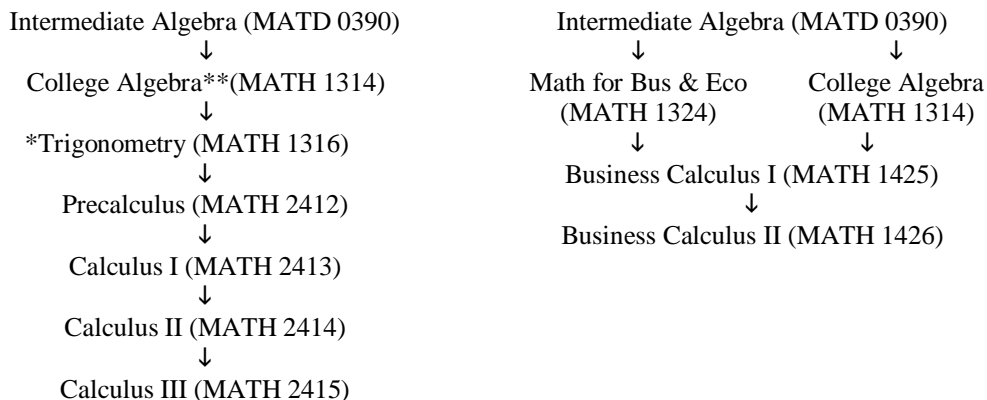 Intermediate Algebra (MATD 0390)
↓
College Algebra**(MATH 1314)
↓
*Trigonometry (MATH 1316)
↓
Precalculus (MATH 2412)
↓
Calculus I (MATH 2413)
↓
Calculus II (MATH 2414)
↓
Calculus III (MATH 2415)
Intermediate Algebra (MATD 0390)
↓ ↓
Math for Bus & Eco College Algebra
(MATH 1324) (MATH 1314)
↓ ↓
Business Calculus I (MATH 1425)
↓
Business Calculus II (MATH 1426)